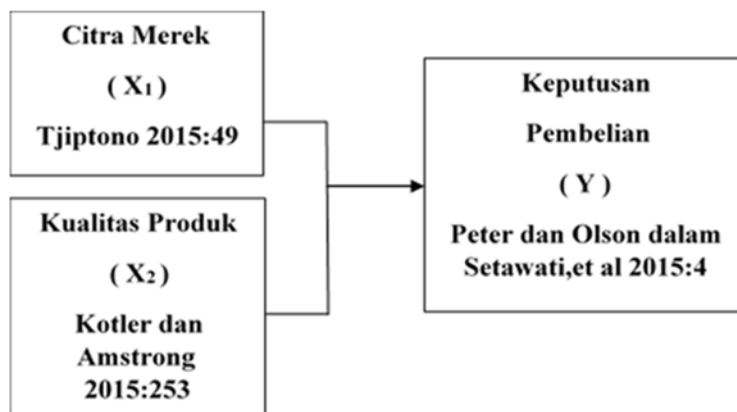 Citra Merek
( X₁ )
Tjiptono 2015:49
Kualitas Produk
( X₂ )
Kotler dan
Amstrong
2015:253
Keputusan
Pembelian
( Y )
Peter dan Olson dalam
Setawati,et al 2015:4